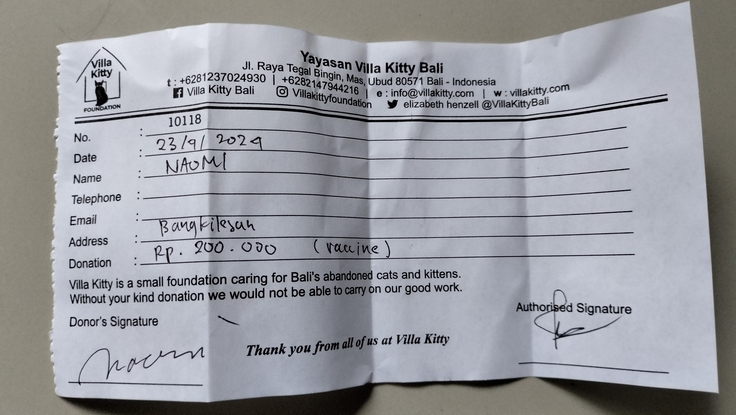 Villa
Kitty
FOUNDATION
Yayasan Villa Kitty Bali
Jl. Raya Tegal Bingin, Mas, Ubud 80571 Bali - Indonesia
t : +6281237024930 | +6282147944216 | e : info@villakitty.com | w : villakitty.com
Villa Kitty Bali Villakittyfoundation elizabeth henzell @VillaKittyBali
No. : 10118
Date : 23/9/2024
Name : NAOMI
Telephone :
Email :
Address : Bangkilesan
Donation : Rp. 200.000 (vaccine)
Villa Kitty is a small foundation caring for Bali's abandoned cats and kittens.
Without your kind donation we would not be able to carry on our good work.
Donor's Signature Authorised Signature
Thank you from all of us at Villa Kitty